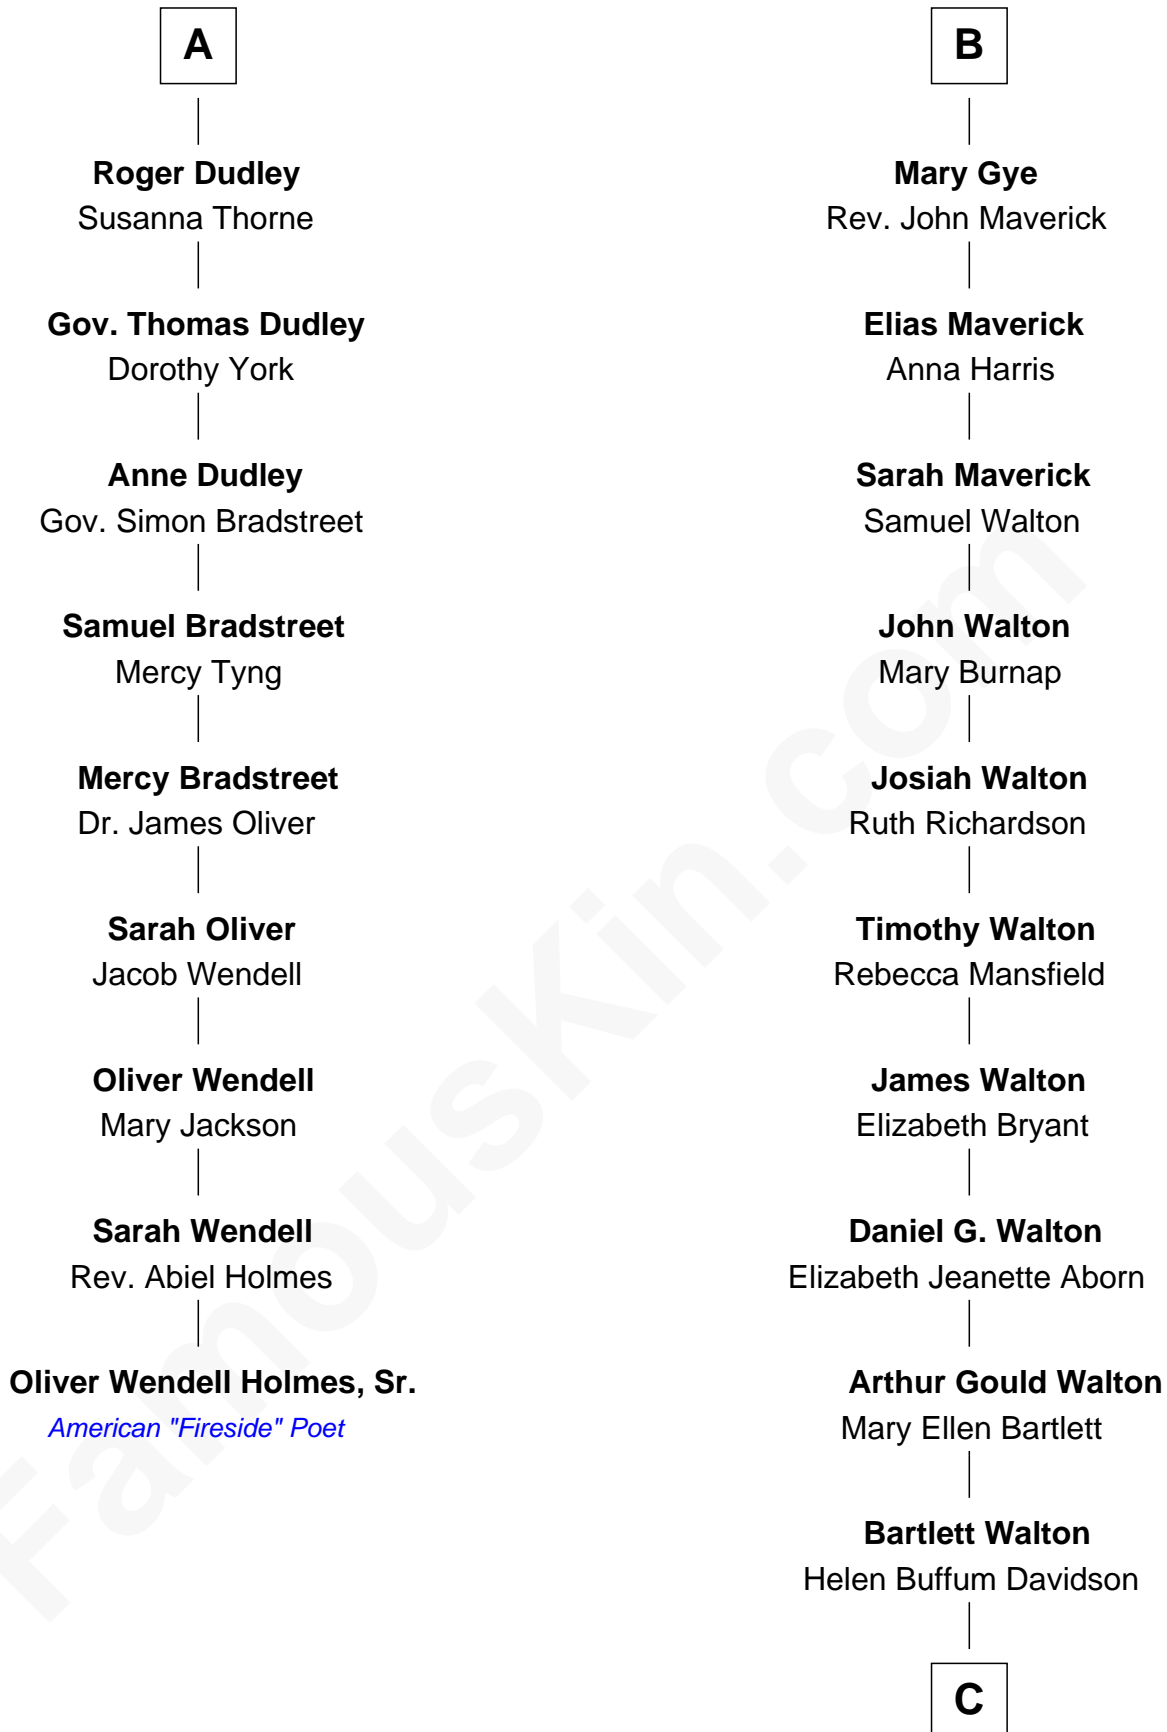 A
Roger Dudley
Susanna Thorne
Gov. Thomas Dudley
Dorothy York
Anne Dudley
Gov. Simon Bradstreet
Samuel Bradstreet
Mercy Tyng
Mercy Bradstreet
Dr. James Oliver
Sarah Oliver
Jacob Wendell
Oliver Wendell
Mary Jackson
Sarah Wendell
Rev. Abiel Holmes
Oliver Wendell Holmes, Sr.
American "Fireside" Poet
B
Mary Gye
Rev. John Maverick
Elias Maverick
Anna Harris
Sarah Maverick
Samuel Walton
John Walton
Mary Burnap
Josiah Walton
Ruth Richardson
Timothy Walton
Rebecca Mansfield
James Walton
Elizabeth Bryant
Daniel G. Walton
Elizabeth Jeanette Aborn
Arthur Gould Walton
Mary Ellen Bartlett
Bartlett Walton
Helen Buffum Davidson
C
FamousKin.com